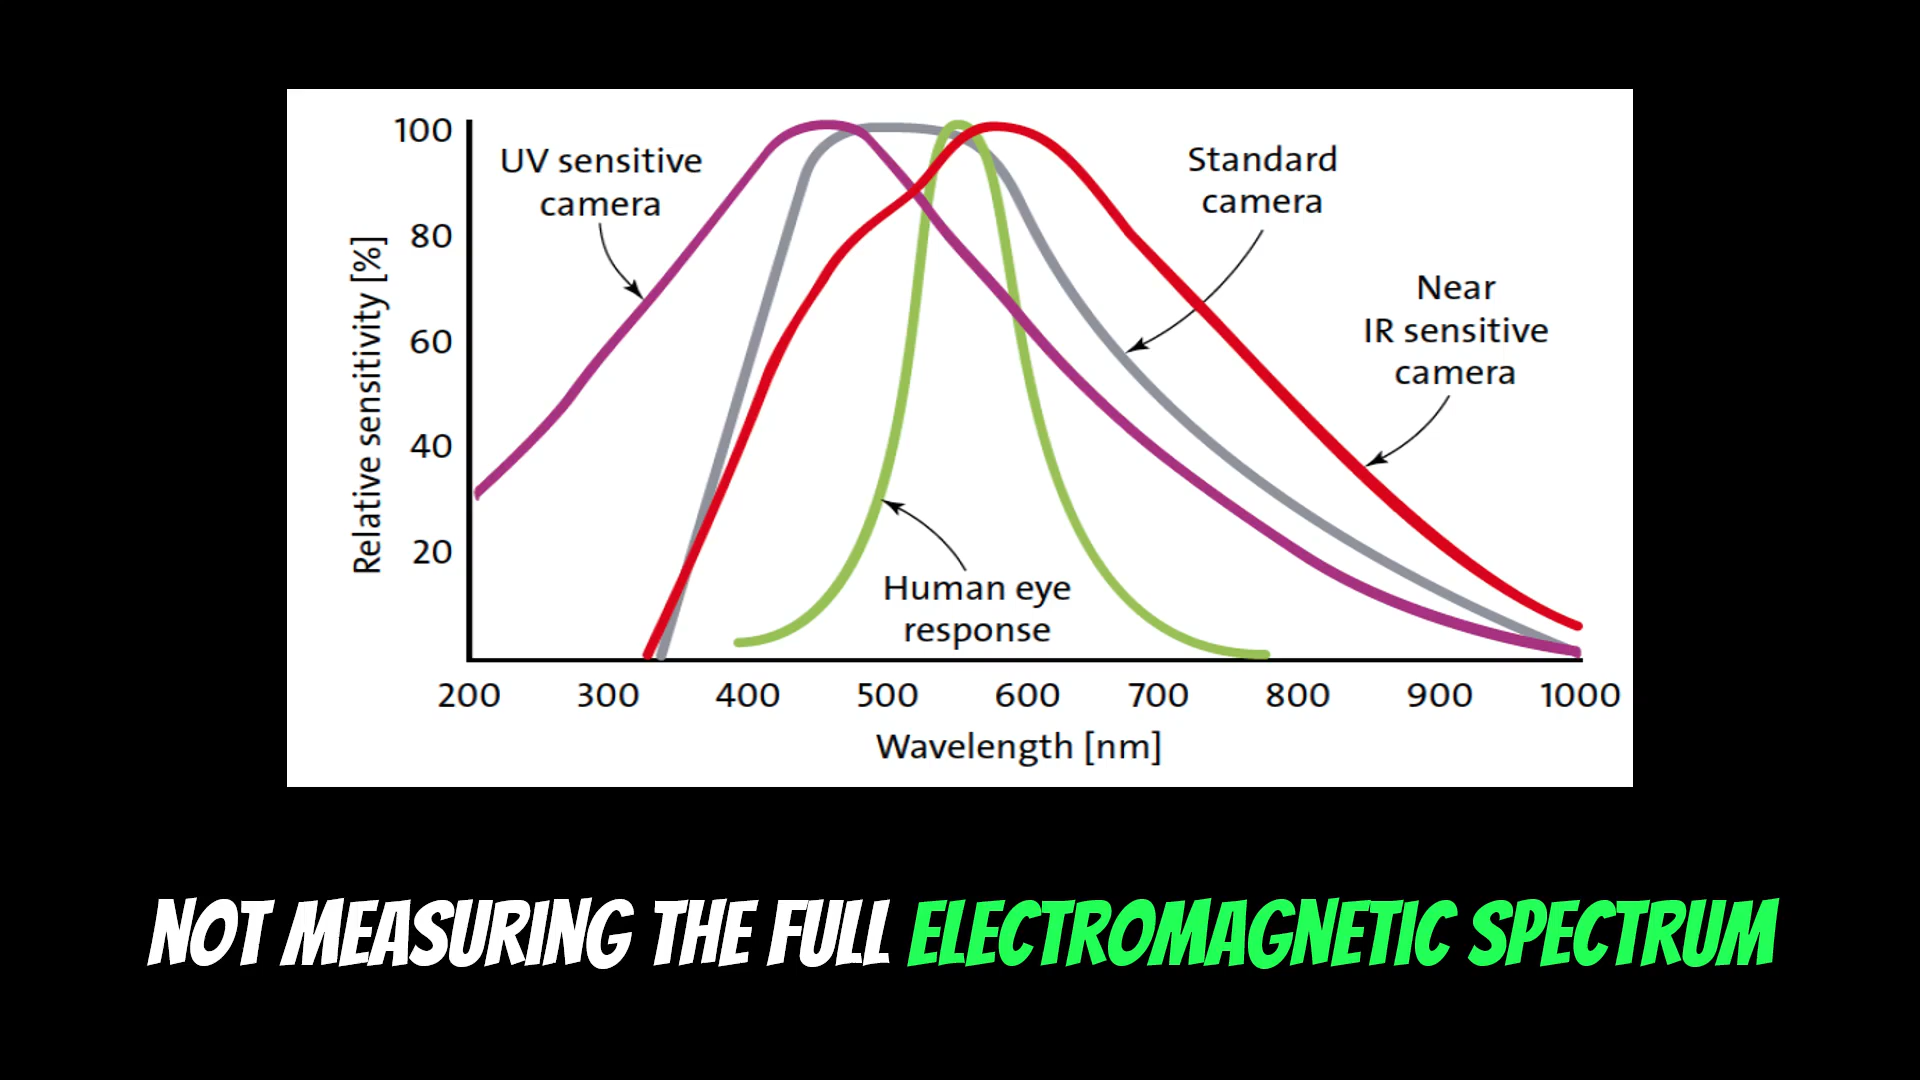 100
80
60
40
20
Relative sensitivity [%]
UV sensitive
camera
Standard
camera
Near
IR sensitive
camera
Human eye
response
200 300 400 500 600 700 800 900 1000
Wavelength [nm]
NOT MEASURING THE FULL ELECTROMAGNETIC SPECTRUM